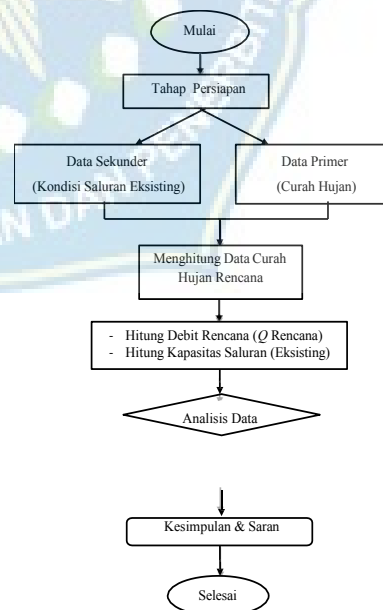 Mulai
Tahap Persiapan
Data Sekunder
(Kondisi Saluran Eksisting)
Data Primer
(Curah Hujan)
Menghitung Data Curah
Hujan Rencana
- Hitung Debit Rencana (Q Rencana)
- Hitung Kapasitas Saluran (Eksisting)
Analisis Data
Kesimpulan & Saran
Selesai